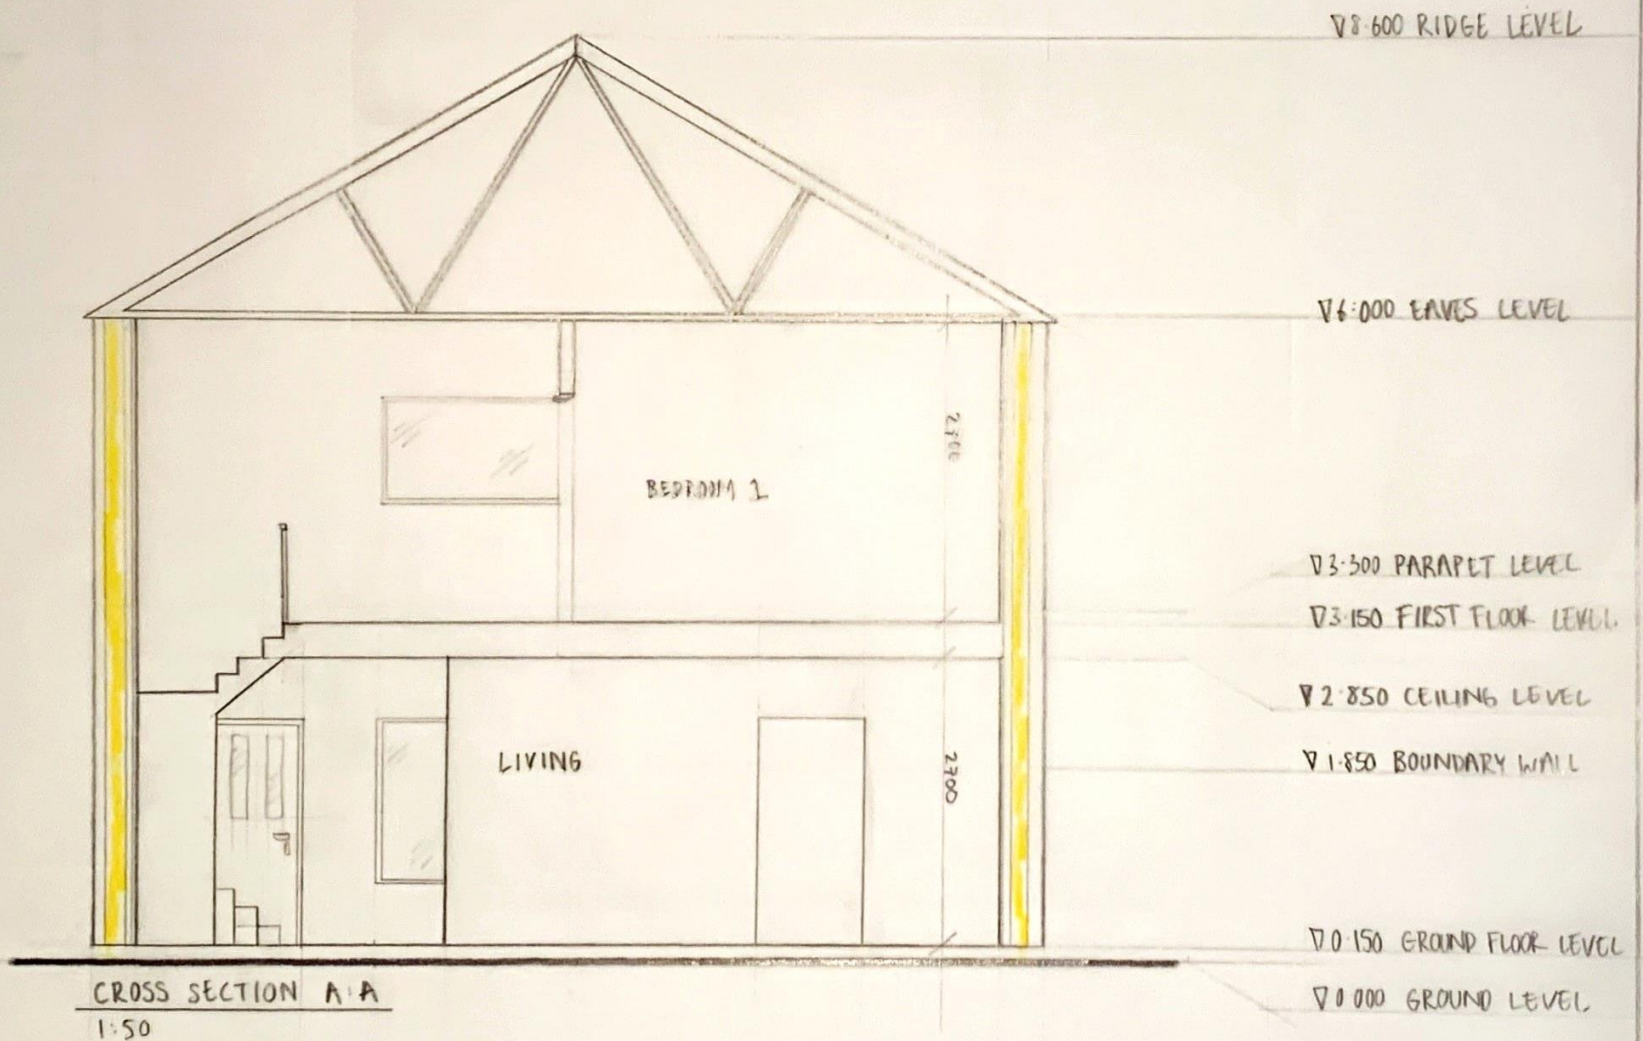 ∇8·600 RIDGE LEVEL
∇6:000 EAVES LEVEL
2700
BEDROOM 1
∇3·300 PARAPET LEVEL
∇3·150 FIRST FLOOR LEVEL
∇2·850 CEILING LEVEL
LIVING
2700
∇1·850 BOUNDARY WALL
∇0·150 GROUND FLOOR LEVEL
CROSS SECTION A:A
∇0 000 GROUND LEVEL
1:50